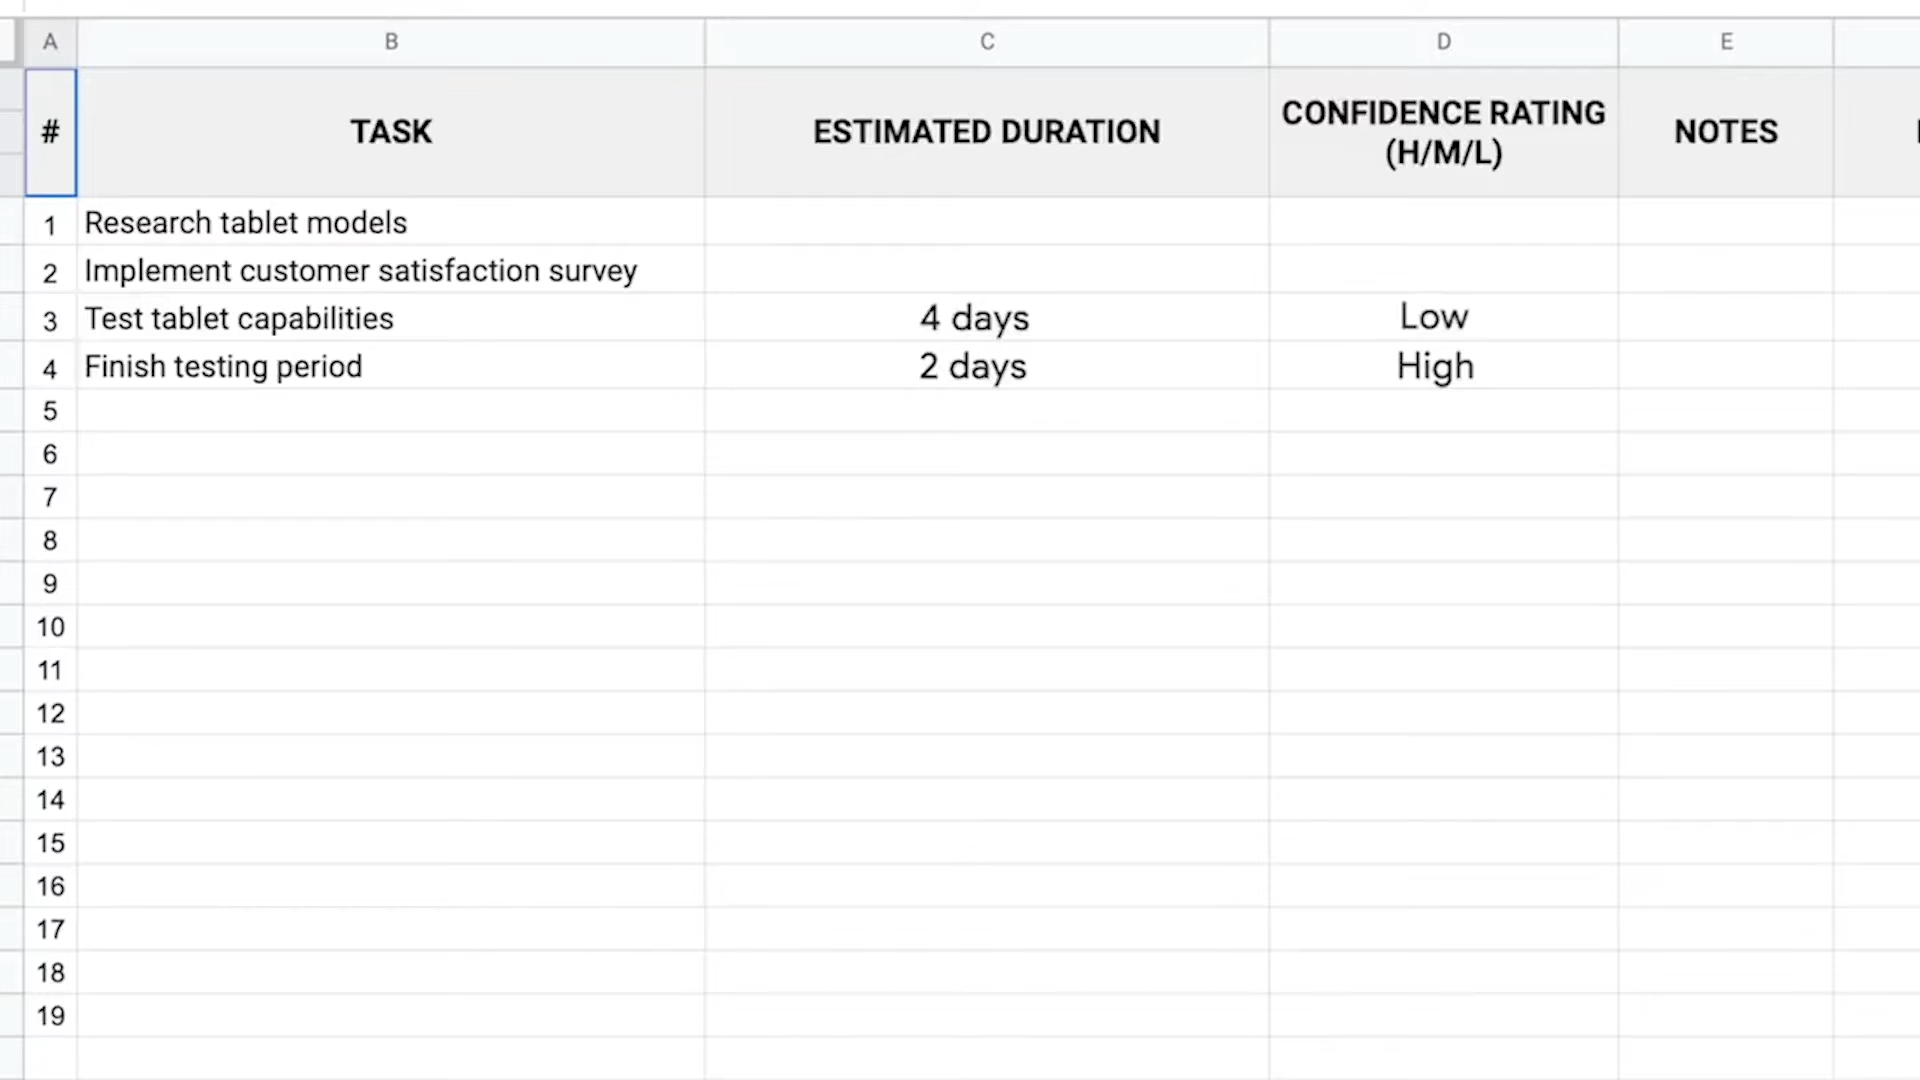 A B C D E
# TASK ESTIMATED DURATION CONFIDENCE RATING (H/M/L) NOTES
1 Research tablet models
2 Implement customer satisfaction survey
3 Test tablet capabilities 4 days Low
4 Finish testing period 2 days High
5
6
7
8
9
10
11
12
13
14
15
16
17
18
19